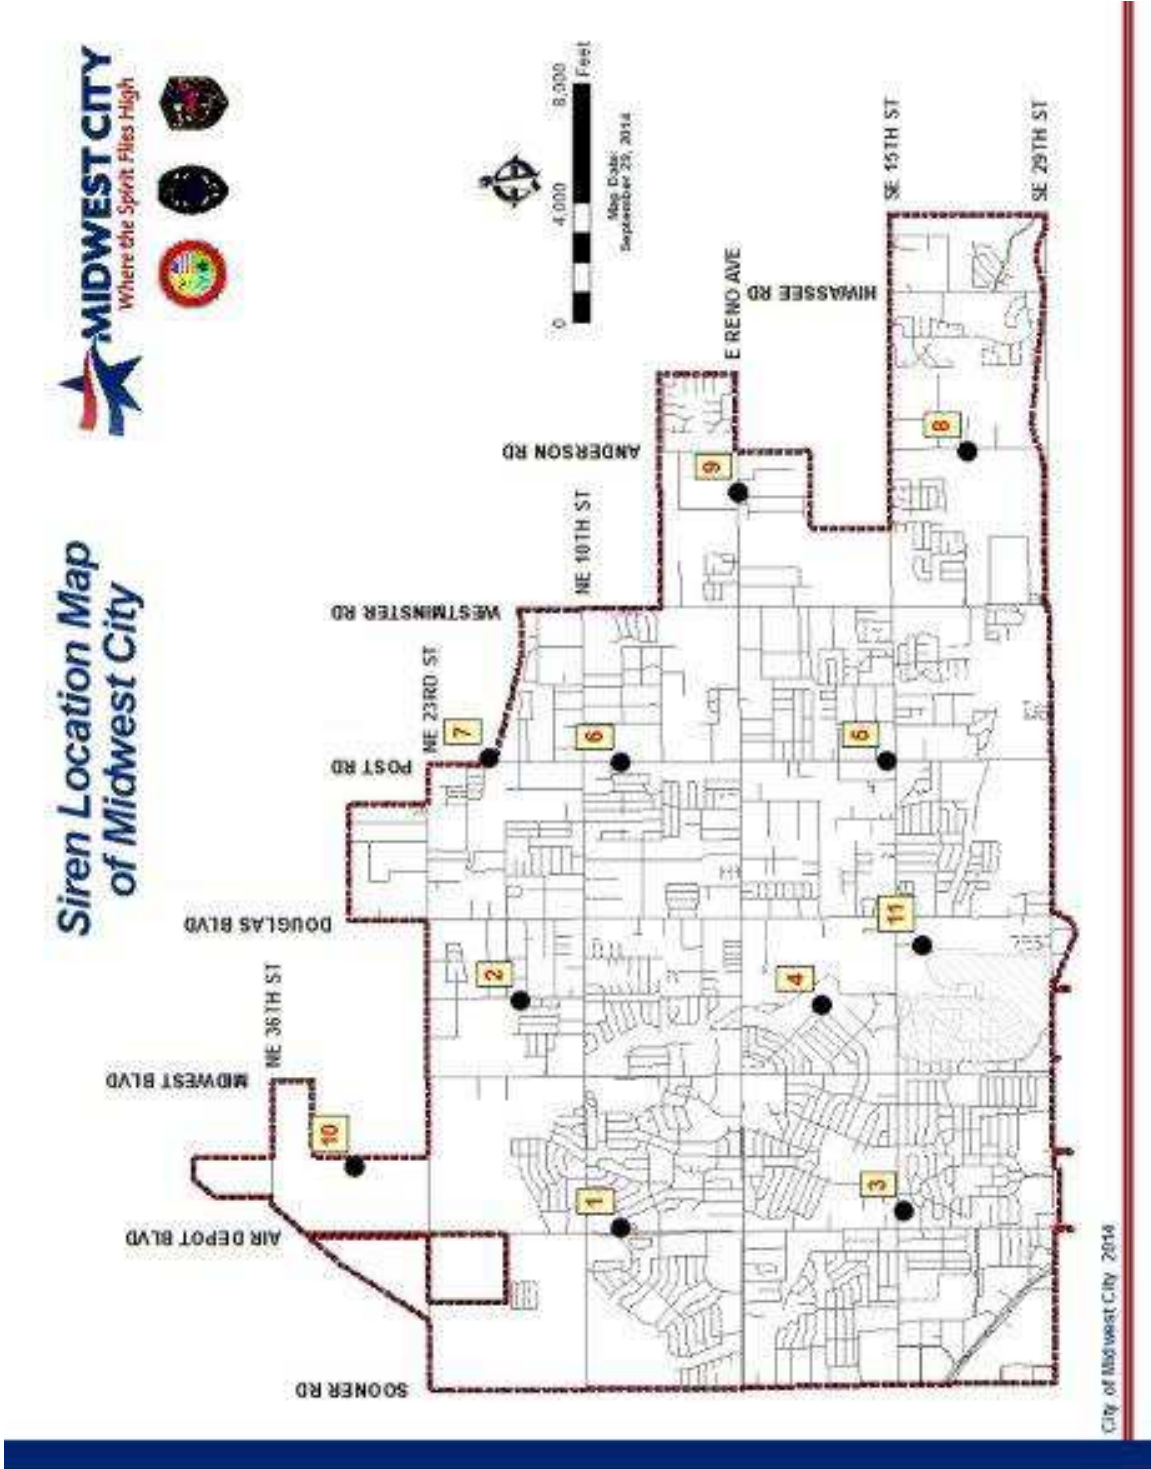 Siren Location Map
of Midwest City
MIDWEST CITY
Where the Spirit Flies High
0
4,000
8,000
Feet
Map Date:
September 29, 2014
SOONER RD
AIR DEPOT BLVD
MIDWEST BLVD
DOUGLAS BLVD
POST RD
WESTMINSTER RD
ANDERSON RD
HIWASSEE RD
NE 36TH ST
NE 23RD ST
NE 10TH ST
E RENO AVE
SE 15TH ST
SE 29TH ST
10
2
7
1
6
9
4
3
11
5
8
City of Midwest City 2014